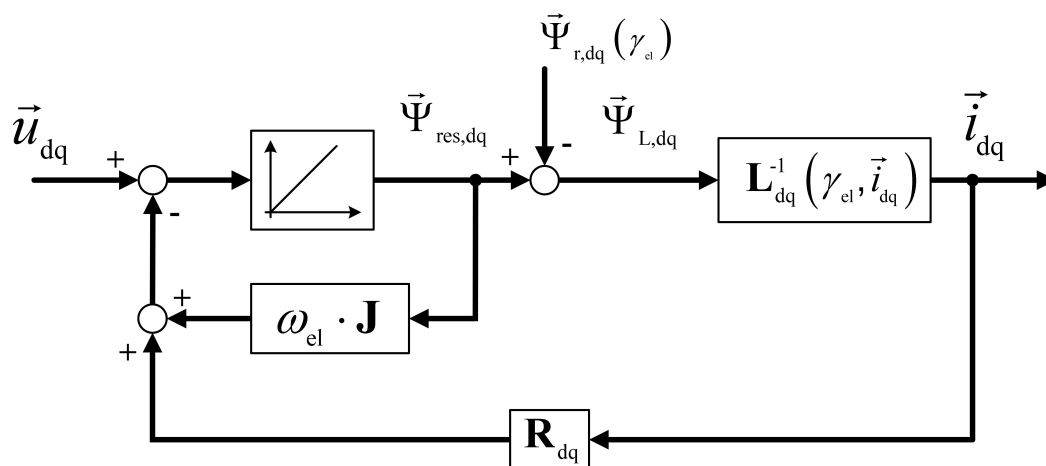 Ψ⃗r,dq(γel)
u⃗dq
+
-
Ψ⃗res,dq
+
-
Ψ⃗L,dq
L-1dq(γel, i⃗dq)
i⃗dq
+
ωel · J
+
Rdq